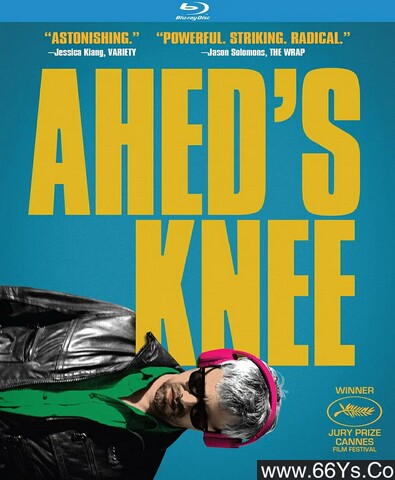 Blu-ray Disc
“ASTONISHING.”
—Jessica Kiang, VARIETY
“POWERFUL. STRIKING. RADICAL.”
—Jason Solomons, THE WRAP
AHED’S
KNEE
WINNER
JURY PRIZE
CANNES
FILM FESTIVAL
www.66Ys.Co